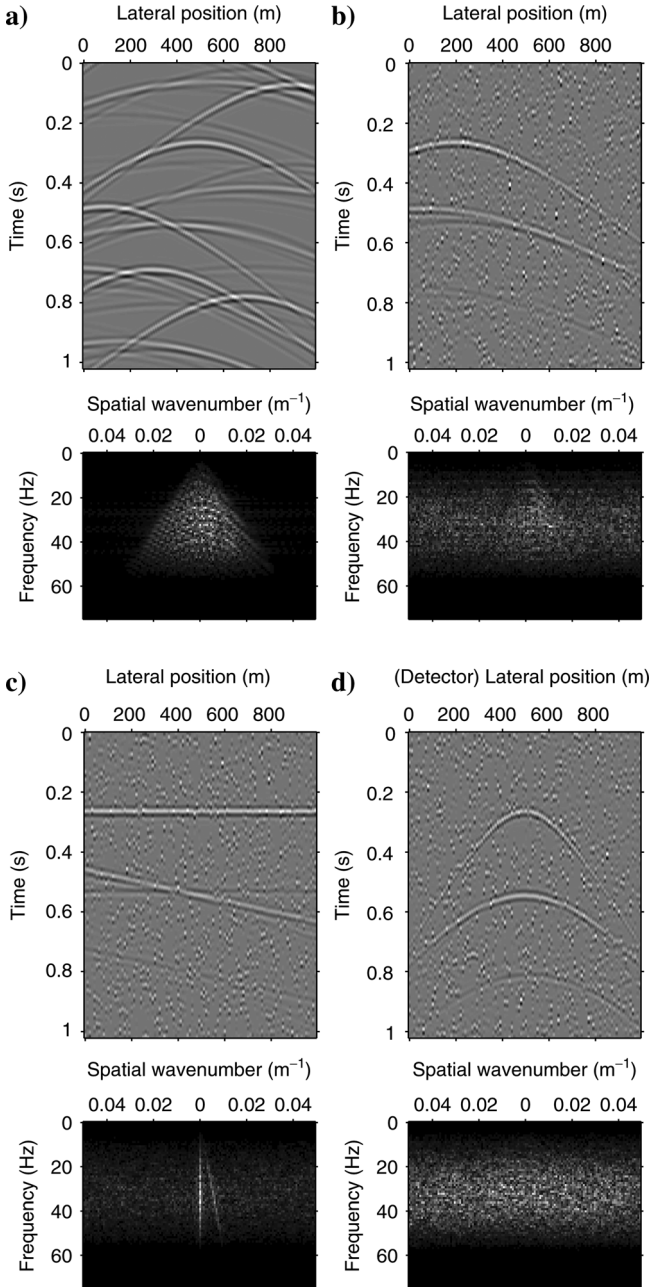 a) Lateral position (m)
0 200 400 600 800
Time (s)
0
0.2
0.4
0.6
0.8
1
Spatial wavenumber (m⁻¹)
0.04 0.02 0 0.02 0.04
Frequency (Hz)
0
20
40
60
b) Lateral position (m)
0 200 400 600 800
Time (s)
0
0.2
0.4
0.6
0.8
1
Spatial wavenumber (m⁻¹)
0.04 0.02 0 0.02 0.04
Frequency (Hz)
0
20
40
60
c) Lateral position (m)
0 200 400 600 800
Time (s)
0
0.2
0.4
0.6
0.8
1
Spatial wavenumber (m⁻¹)
0.04 0.02 0 0.02 0.04
Frequency (Hz)
0
20
40
60
d) (Detector) Lateral position (m)
0 200 400 600 800
Time (s)
0
0.2
0.4
0.6
0.8
1
Spatial wavenumber (m⁻¹)
0.04 0.02 0 0.02 0.04
Frequency (Hz)
0
20
40
60